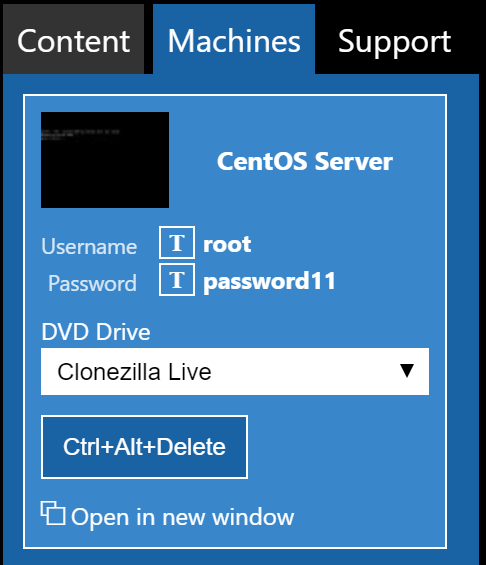 Content Machines Support
CentOS Server
Username T root
Password T password11
DVD Drive
Clonezilla Live ▼
Ctrl+Alt+Delete
Open in new window